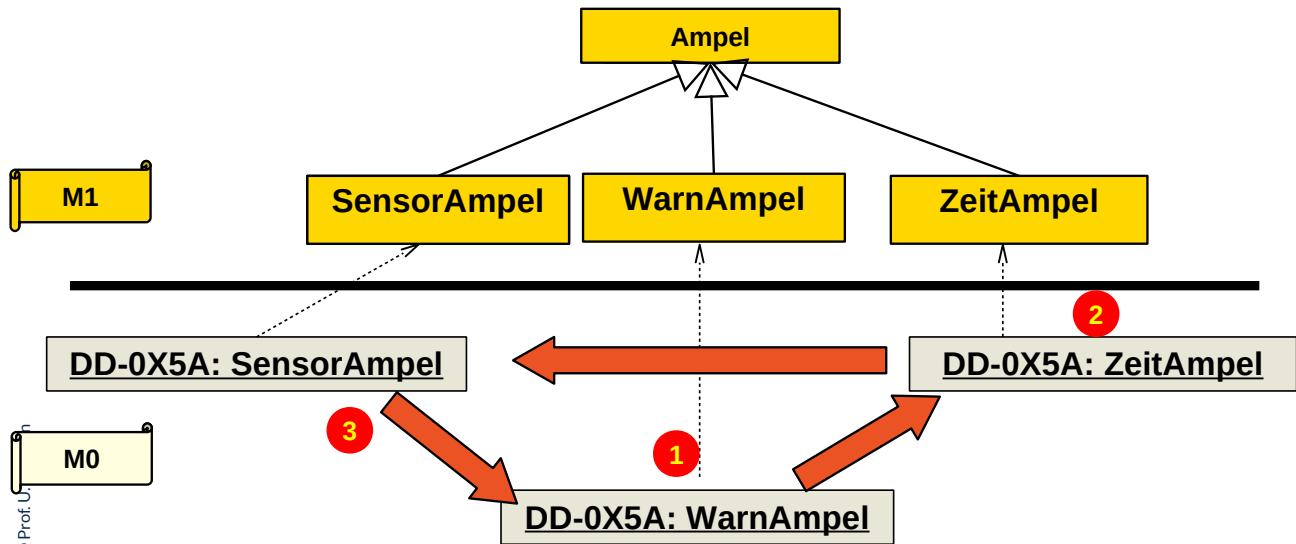 Ampel
M1
SensorAmpel
WarnAmpel
ZeitAmpel
2
DD-0X5A: SensorAmpel
DD-0X5A: ZeitAmpel
3
1
M0
DD-0X5A: WarnAmpel
Prof. U.